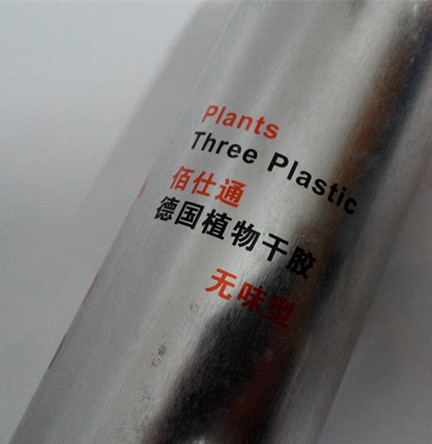 Plants
Three Plastic
佰仕通
德国植物干胶
无味型